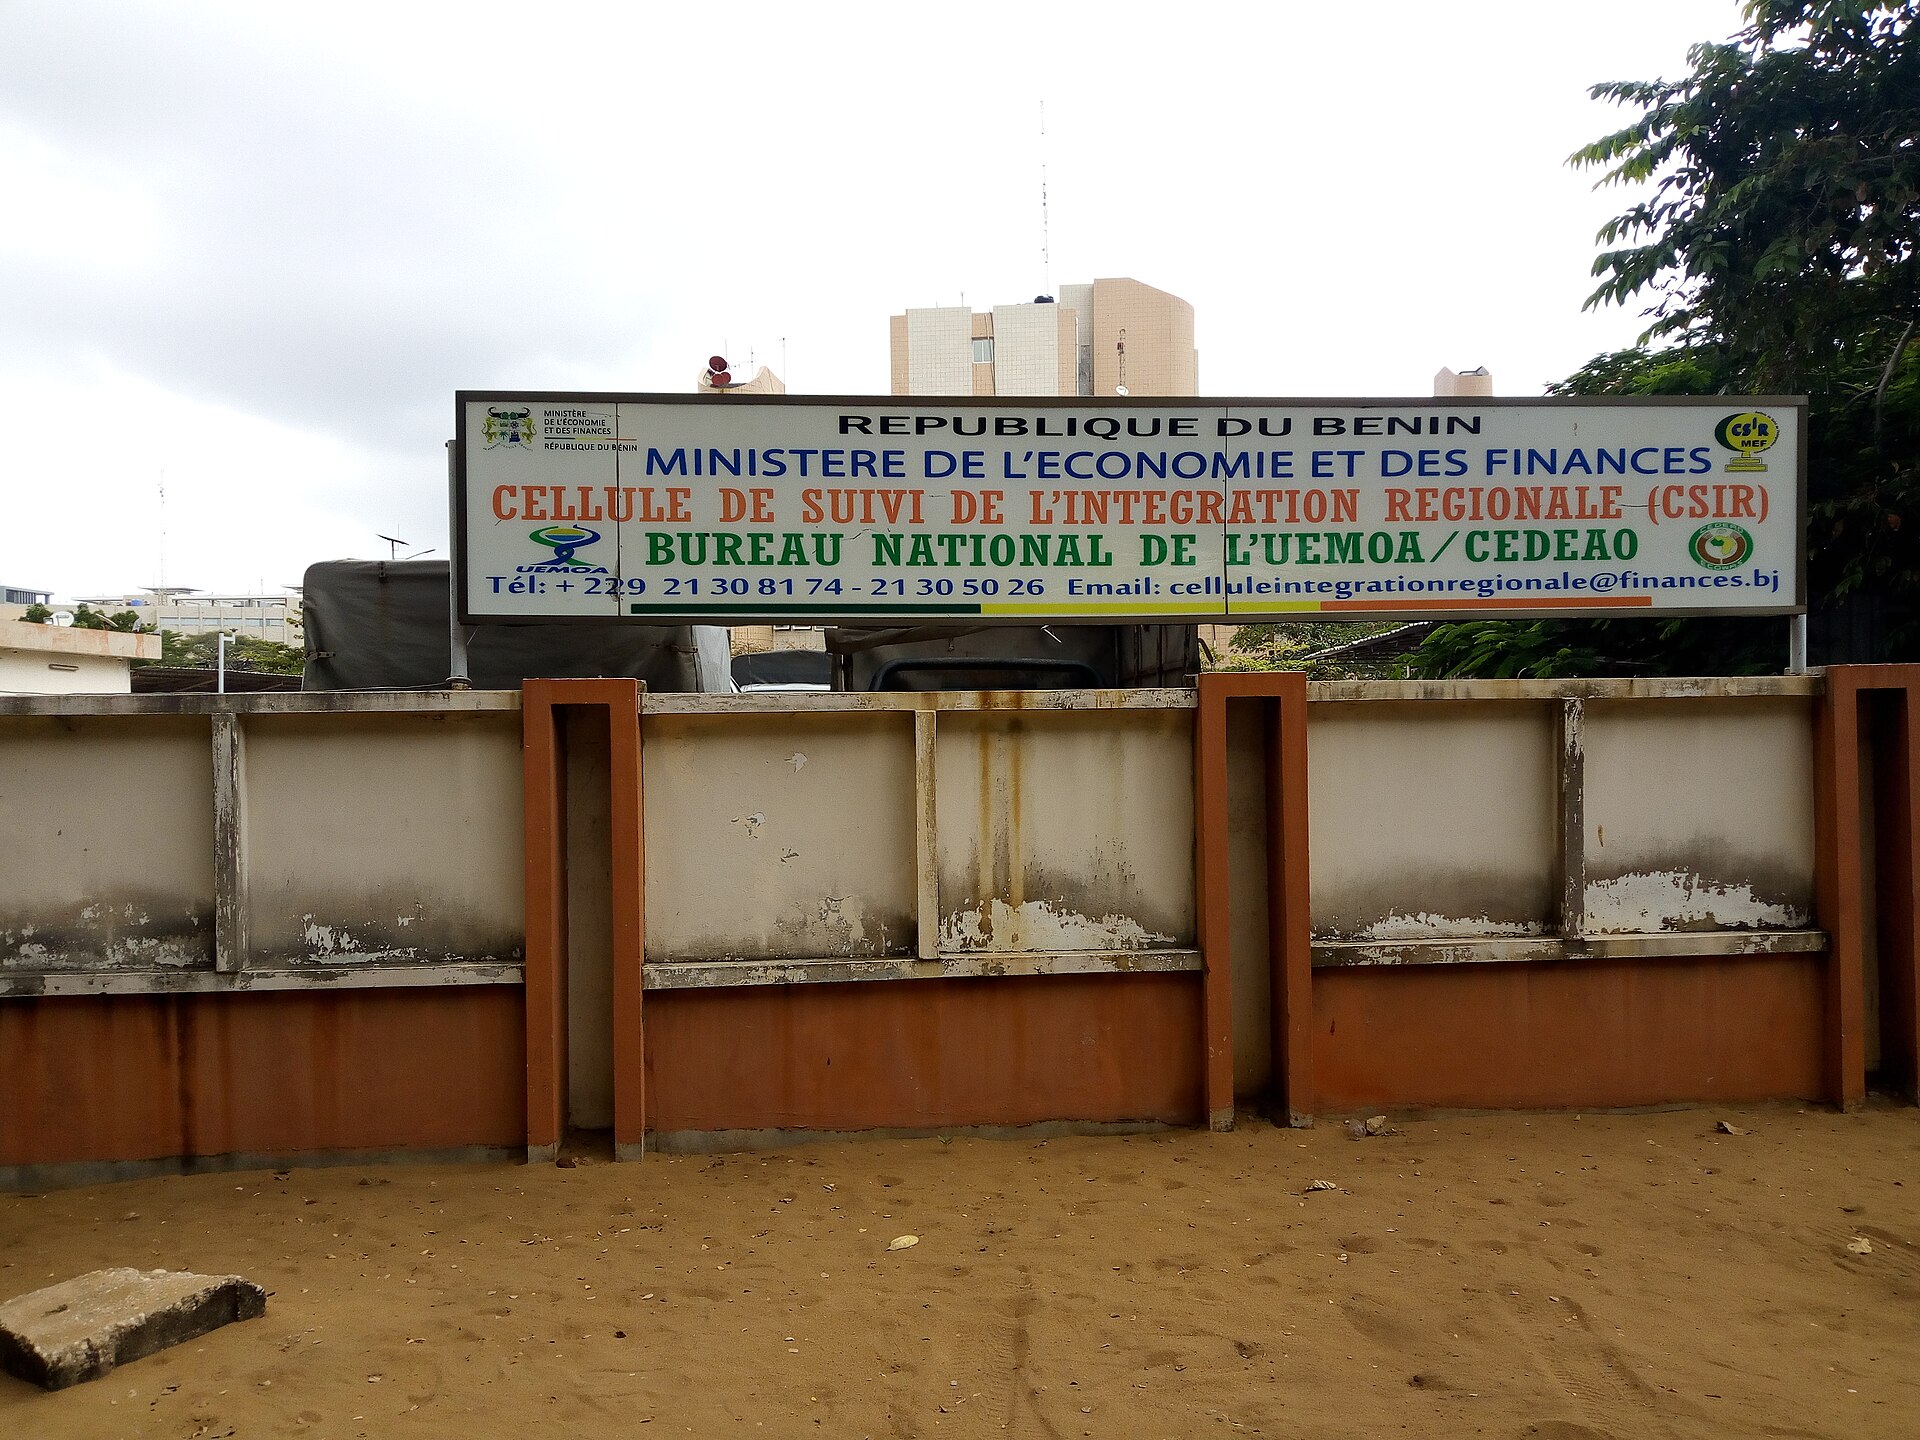 MINISTÈRE
DE L'ÉCONOMIE
ET DES FINANCES
RÉPUBLIQUE DU BÉNIN
REPUBLIQUE DU BENIN
CSIR
MEF
MINISTERE DE L'ECONOMIE ET DES FINANCES
CELLULE DE SUIVI DE L'INTEGRATION REGIONALE (CSIR)
UEMOA
BUREAU NATIONAL DE L'UEMOA/CEDEAO
CEDEAO
ECOWAS
Tél: + 229 21 30 81 74 - 21 30 50 26 Email: celluleintegrationregionale@finances.bj